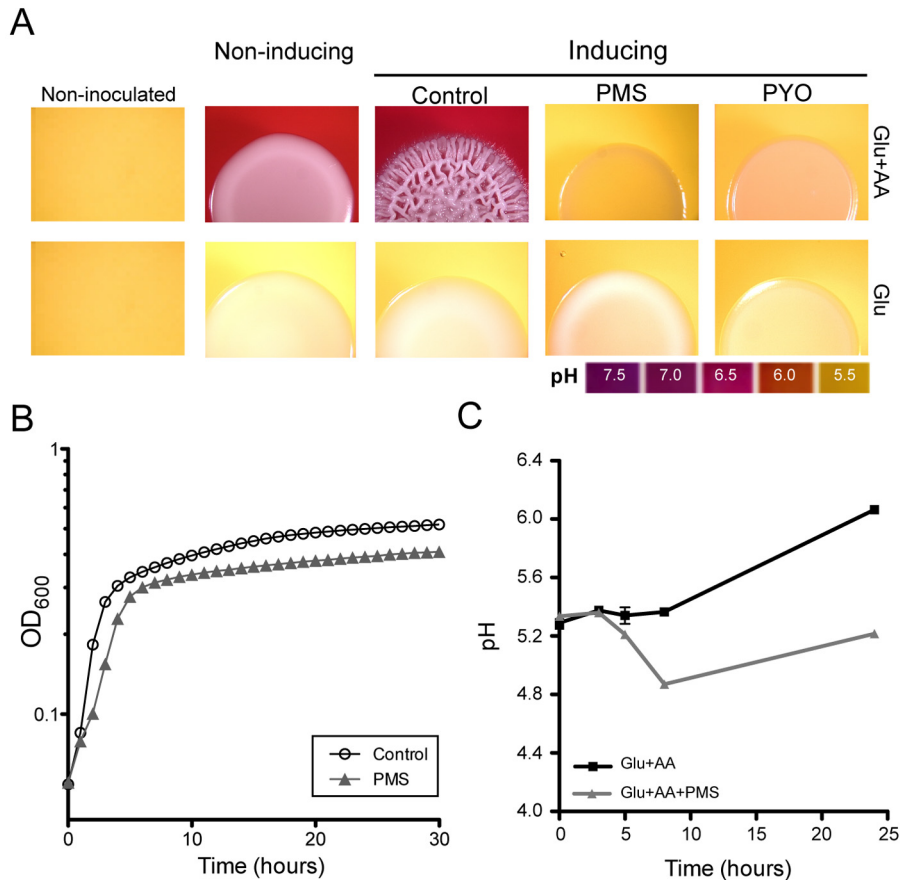 A
Non-inducing
Inducing
Non-inoculated
Control
PMS
PYO
Glu+AA
Glu
pH 7.5 7.0 6.5 6.0 5.5
B
1
0.1
OD600
0 10 20 30
Time (hours)
Control
PMS
C
6.4
6.0
5.6
5.2
4.8
4.4
4.0
pH
0 5 10 15 20 25
Time (hours)
Glu+AA
Glu+AA+PMS